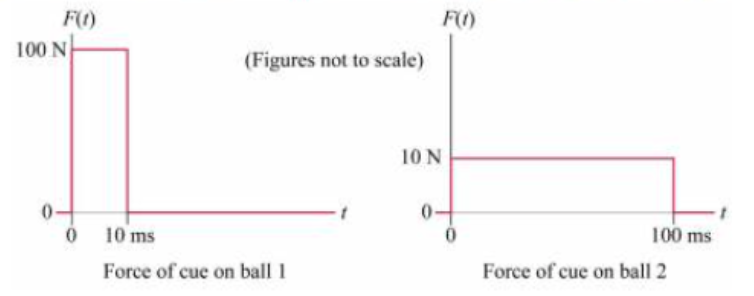 F(t)
100 N
0
0
10 ms
t
Force of cue on ball 1
(Figures not to scale)
F(t)
10 N
0
0
100 ms
t
Force of cue on ball 2